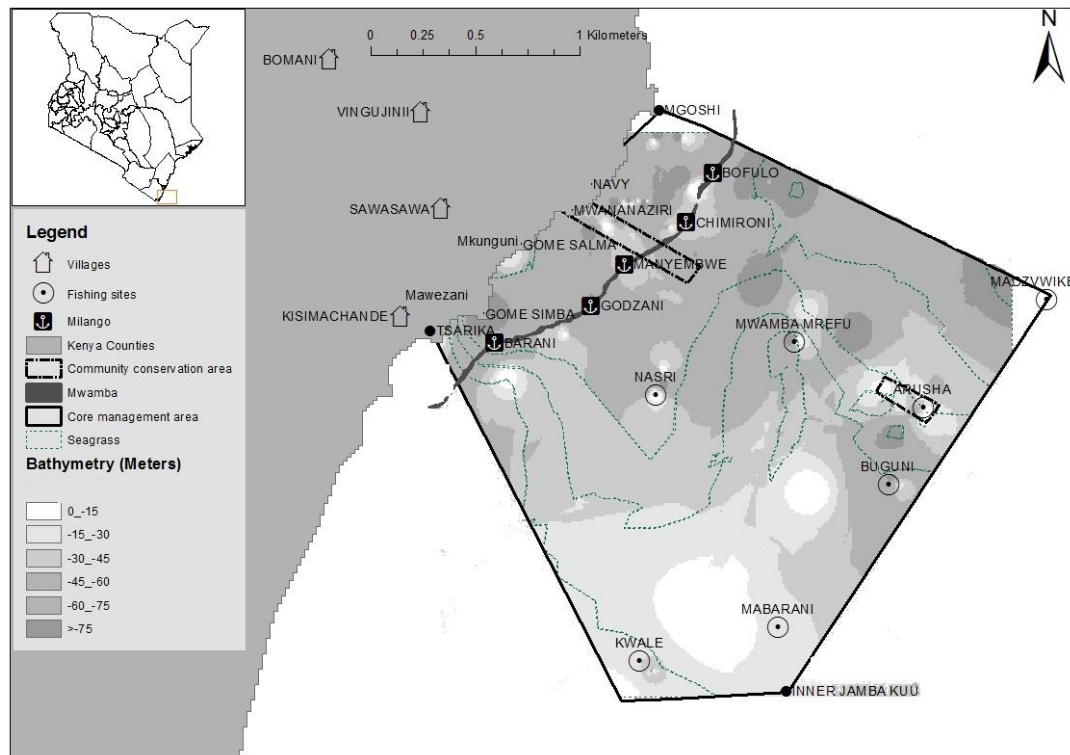 N
0 0.25 0.5 1 Kilometers
BOMANI
VINGUJINII
SAWASAWA
KISIMACHANDE
MGOSHI
BOFULO
NAVY
MWANANAZIRI
CHIMIRONI
Mkunguni
GOME SALMA
MANYEMBWE
Mawezani
GOME SIMBA
GODZANI
TSARIKA
BARANI
MADZVWIKE
MWAMBA MREFU
NASRI
ARUSHA
BUGUNI
MABARANI
KWALE
INNER JAMBA KUU
Legend
Villages
Fishing sites
Milango
Kenya Counties
Community conservation area
Mwamba
Core management area
Seagrass
Bathymetry (Meters)
0_-15
-15_-30
-30_-45
-45_-60
-60_-75
>-75